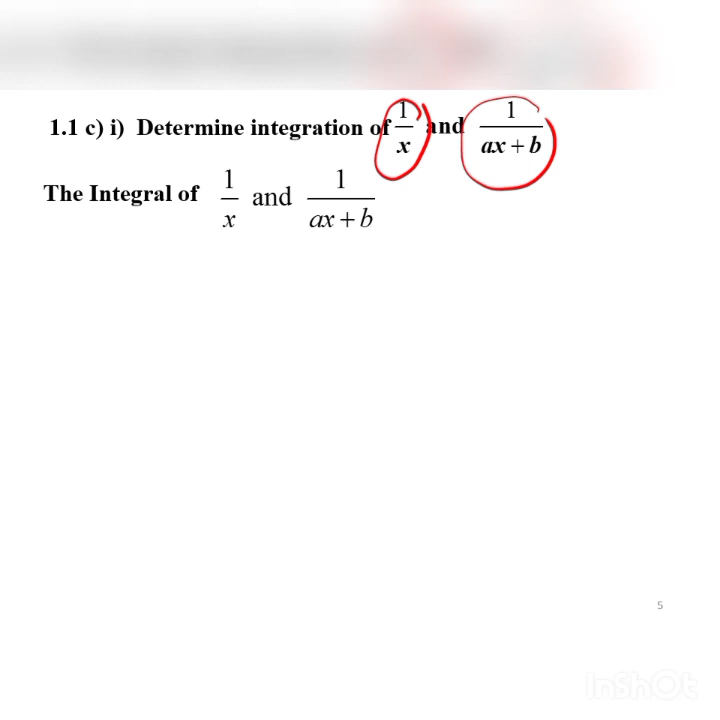 1.1 c) i) Determine integration of 1/x and 1/(ax + b)
The Integral of 1/x and 1/(ax + b)
5
InShOt